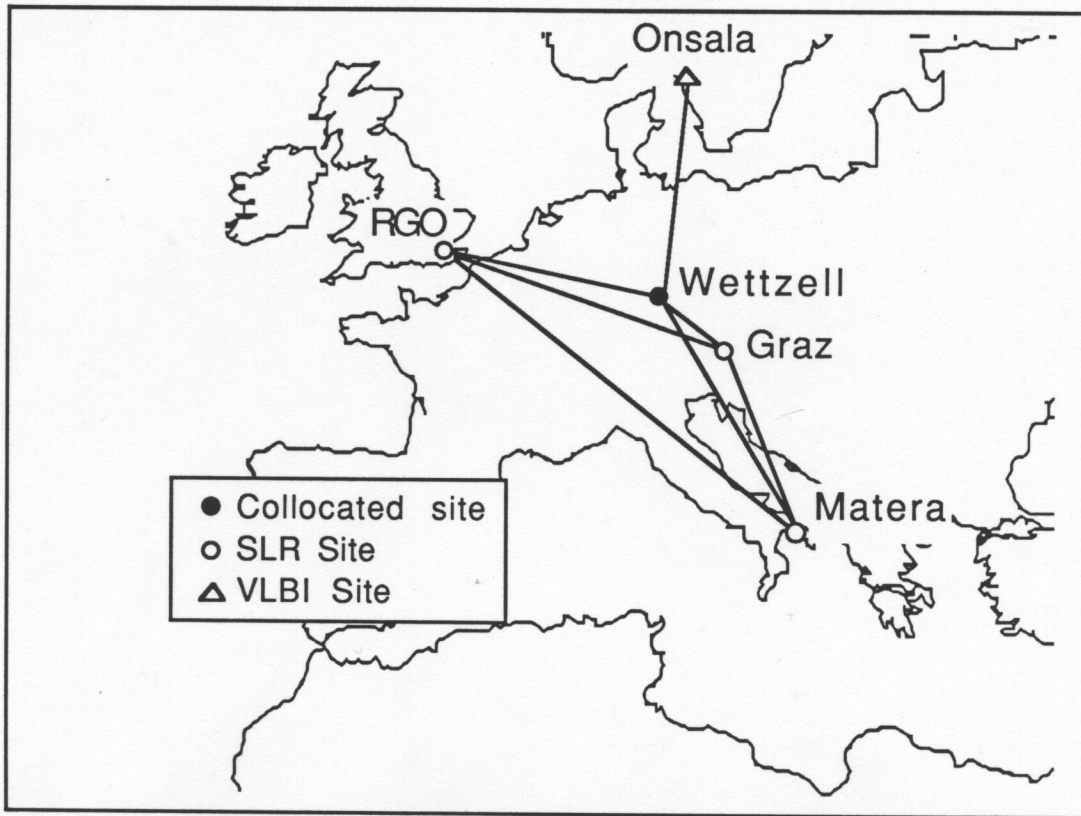 Onsala
RGO
Wettzell
Graz
Matera
Collocated site
SLR Site
VLBI Site